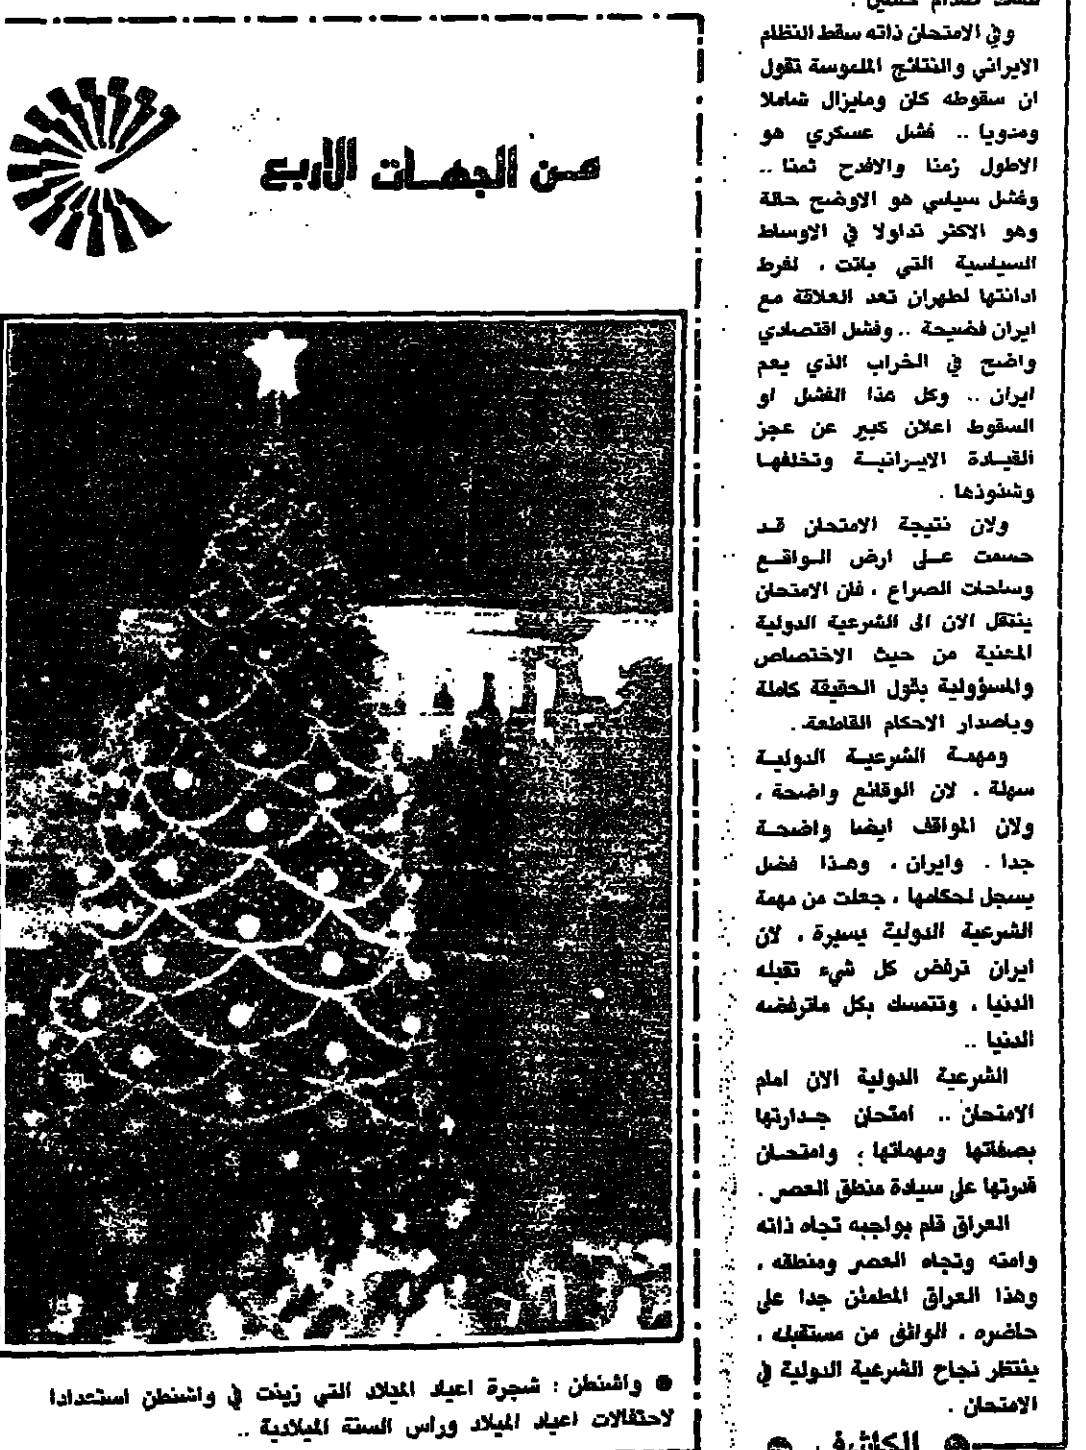 صدام حسين .
وفي الامتحان ذاته سقط النظام
الايراني والنتائج الملموسة تقول
ان سقوطه كان ومايزال شاملا
ومدويا .. فشل عسكري هو
الاطول زمنا والافدح ثمنا ..
وفشل سياسي هو الاوضح حالة
وهو الاكثر تداولا في الاوساط
السياسية التي باتت ، لفرط
ادانتها لطهران تعد العلاقة مع
ايران فضيحة .. وفشل اقتصادي
واضح في الخراب الذي يعم
ايران .. وكل هذا الفشل او
السقوط اعلان كبير عن عجز
القيادة الايرانية وتخلفها
وشذوذها .
ولان نتيجة الامتحان قد
حسمت على ارض الواقع
وساحات الصراع ، فان الامتحان
ينتقل الان الى الشرعية الدولية
المعنية من حيث الاختصاص
والمسؤولية بقول الحقيقة كاملة
وباصدار الاحكام القاطعة .
ومهمة الشرعية الدولية
سهلة ، لان الوقائع واضحة ،
ولان المواقف ايضا واضحة
جدا . وايران ، وهذا فضل
يسجل لحكامها ، جعلت من مهمة
الشرعية الدولية يسيرة ، لان
ايران ترفض كل شيء تقبله
الدنيا ، وتتمسك بكل ماترفضه
الدنيا ..
الشرعية الدولية الان امام
الامتحان .. امتحان جدارتها
بصفاتها ومهماتها ، وامتحان
قدرتها على سيادة منطق العصر .
العراق قام بواجبه تجاه ذاته
وامته وتجاه العصر ومنطقه ،
وهذا العراق المطمئن جدا على
حاضره ، الواثق من مستقبله ،
ينتظر نجاح الشرعية الدولية في
الامتحان .
● الكاشف ●
من الجهات الاربع
● واشنطن : شجرة اعياد الميلاد التي زينت في واشنطن استعدادا
لاحتفالات اعياد الميلاد وراس السنة الميلادية ..